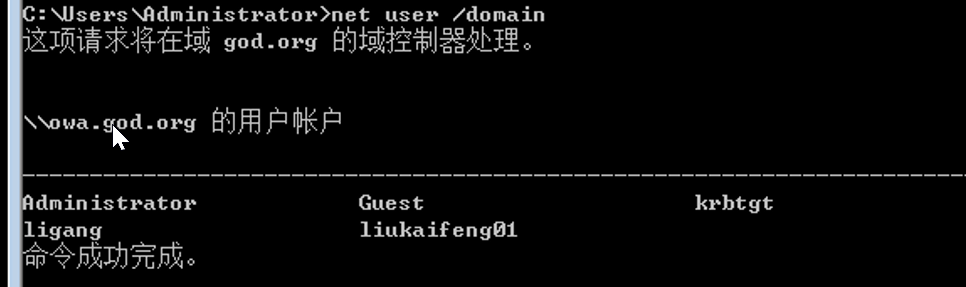 C:\Users\Administrator>net user /domain
这项请求将在域 god.org 的域控制器处理。
\\owa.god.org 的用户帐户
-------------------------------------------------------------------------------
Administrator Guest krbtgt
ligang liukaifeng01
命令成功完成。